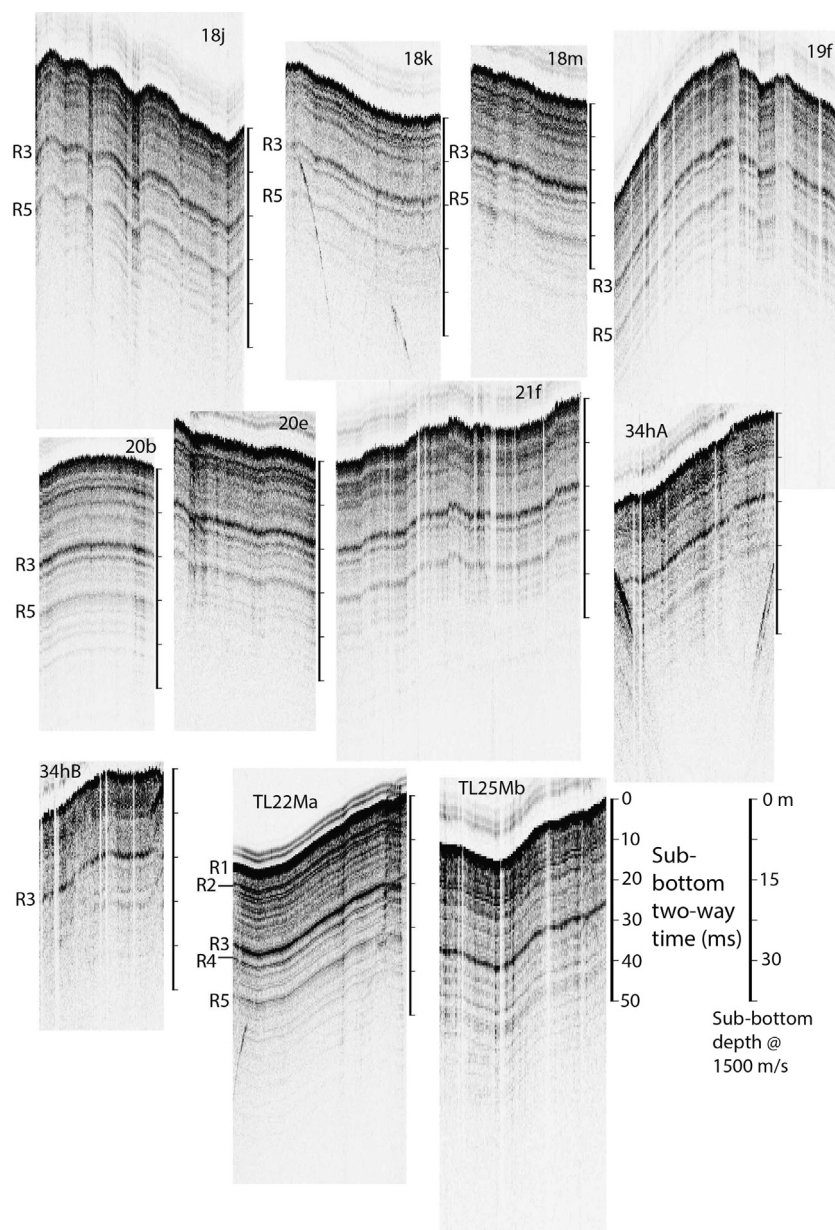 18j
18k
18m
19f
R3
R5
R3
R5
R3
R5
R3
R5
20b
20e
21f
34hA
R3
R5
34hB
R3
TL22Ma
R1
R2
R3
R4
R5
TL25Mb
0
10
20
30
40
50
Sub-
bottom
two-way
time (ms)
0 m
15
30
Sub-bottom
depth @
1500 m/s